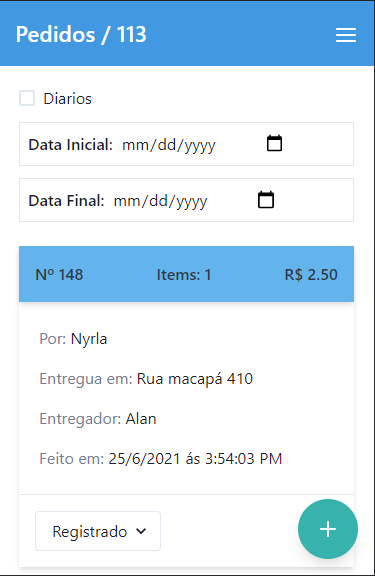 Pedidos / 113
Diarios
Data Inicial: mm/dd/yyyy
Data Final: mm/dd/yyyy
Nº 148 Items: 1 R$ 2.50
Por: Nyrla
Entregua em: Rua macapá 410
Entregador: Alan
Feito em: 25/6/2021 ás 3:54:03 PM
Registrado